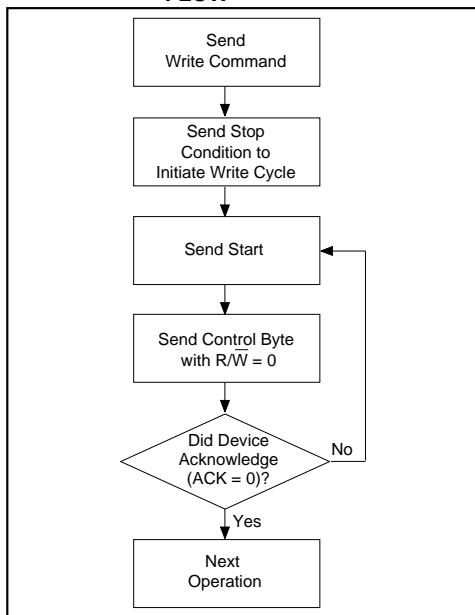 FLOW
Send
Write Command
Send Stop
Condition to
Initiate Write Cycle
Send Start
Send Control Byte
with R/W̅ = 0
Did Device
Acknowledge
(ACK = 0)?
No
Yes
Next
Operation